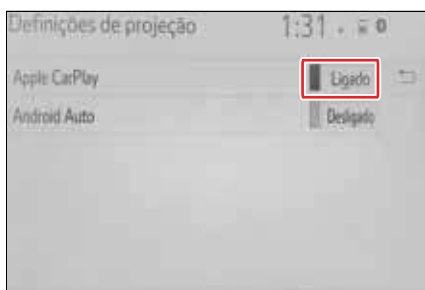 Definições de projeção 1:31
Apple CarPlay Ligado
Android Auto Desligado